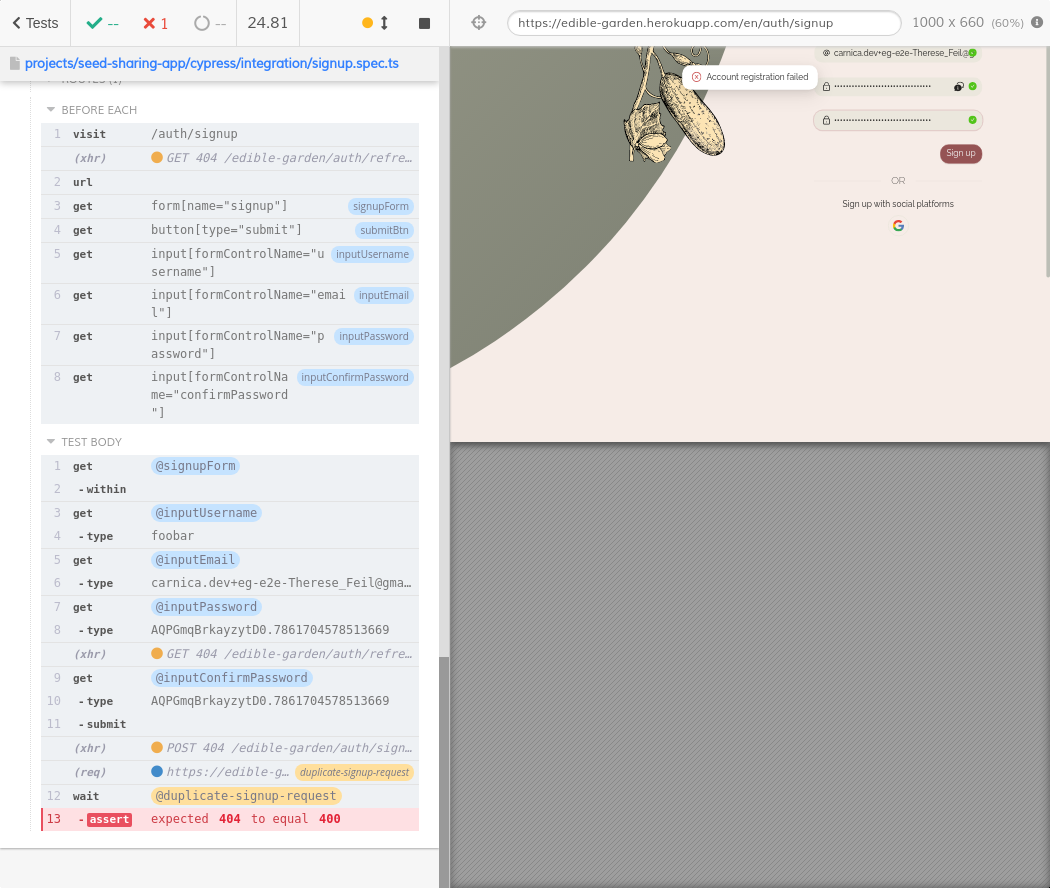 Tests
--
1
--
24.81
https://edible-garden.herokuapp.com/en/auth/signup
1000 x 660 (60%)
projects/seed-sharing-app/cypress/integration/signup.spec.ts
ROUTES (1)
BEFORE EACH
1 visit /auth/signup
(xhr) GET 404 /edible-garden/auth/refre…
2 url
3 get form[name="signup"] signupForm
4 get button[type="submit"] submitBtn
5 get input[formControlName="u inputUsername
sername"]
6 get input[formControlName="emai inputEmail
l"]
7 get input[formControlName="p inputPassword
assword"]
8 get input[formControlNa inputConfirmPassword
me="confirmPassword
"]
TEST BODY
1 get @signupForm
2 -within
3 get @inputUsername
4 -type foobar
5 get @inputEmail
6 -type carnica.dev+eg-e2e-Therese_Feil@gma…
7 get @inputPassword
8 -type AQPGmqBrkayzytD0.7861704578513669
(xhr) GET 404 /edible-garden/auth/refre…
9 get @inputConfirmPassword
10 -type AQPGmqBrkayzytD0.7861704578513669
11 -submit
(xhr) POST 404 /edible-garden/auth/sign…
(req) https://edible-g… duplicate-signup-request
12 wait @duplicate-signup-request
13 -assert expected 404 to equal 400
@ carnica.dev+eg-e2e-Therese_Feil@g
Account registration failed
Sign up
OR
Sign up with social platforms